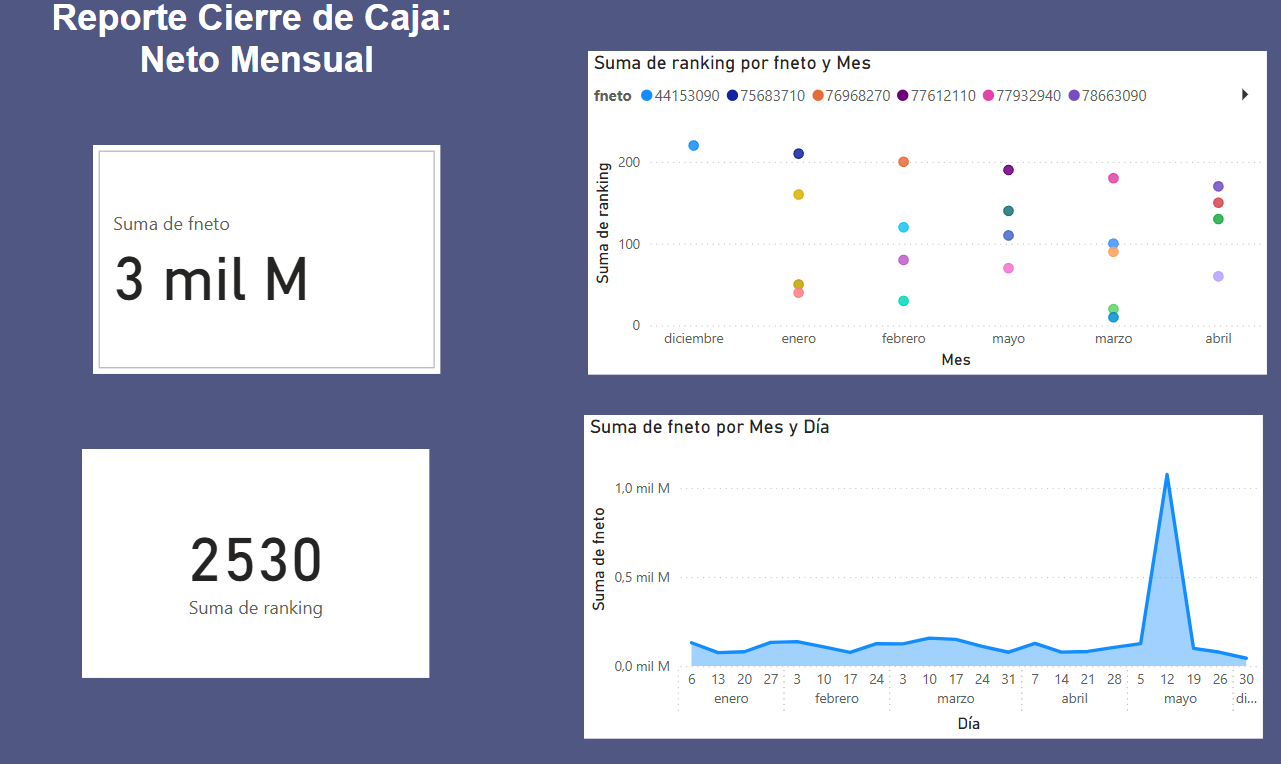 Reporte Cierre de Caja:
Neto Mensual
Suma de fneto
3 mil M
2530
Suma de ranking
Suma de ranking por fneto y Mes
fneto 44153090 75683710 76968270 77612110 77932940 78663090
Suma de ranking
200
100
0
diciembre enero febrero mayo marzo abril
Mes
Suma de fneto por Mes y Día
Suma de fneto
1,0 mil M
0,5 mil M
0,0 mil M
6 13 20 27 3 10 17 24 3 10 17 24 31 7 14 21 28 5 12 19 26 30
enero febrero marzo abril mayo di...
Día